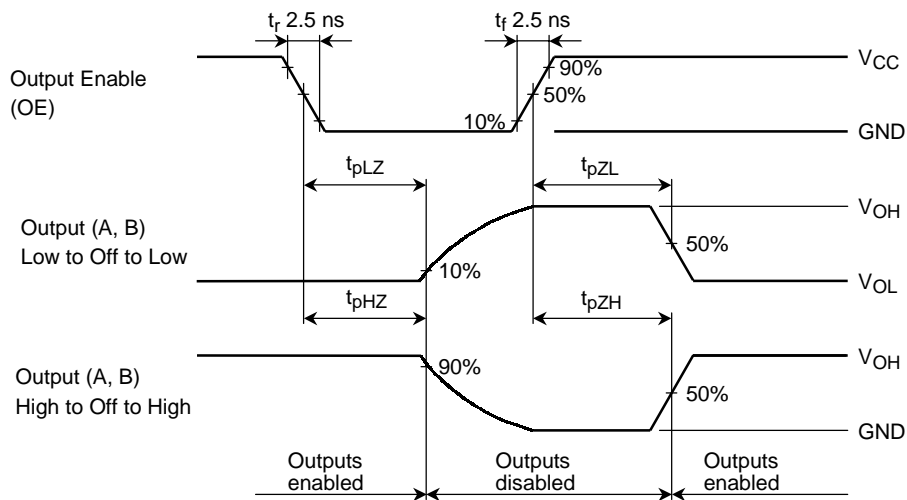 tr 2.5 ns
tf 2.5 ns
Output Enable
(OE)
VCC
90%
50%
10%
GND
tpLZ
tpZL
Output (A, B)
Low to Off to Low
VOH
50%
10%
VOL
tpHZ
tpZH
Output (A, B)
High to Off to High
VOH
90%
50%
GND
Outputs
enabled
Outputs
disabled
Outputs
enabled